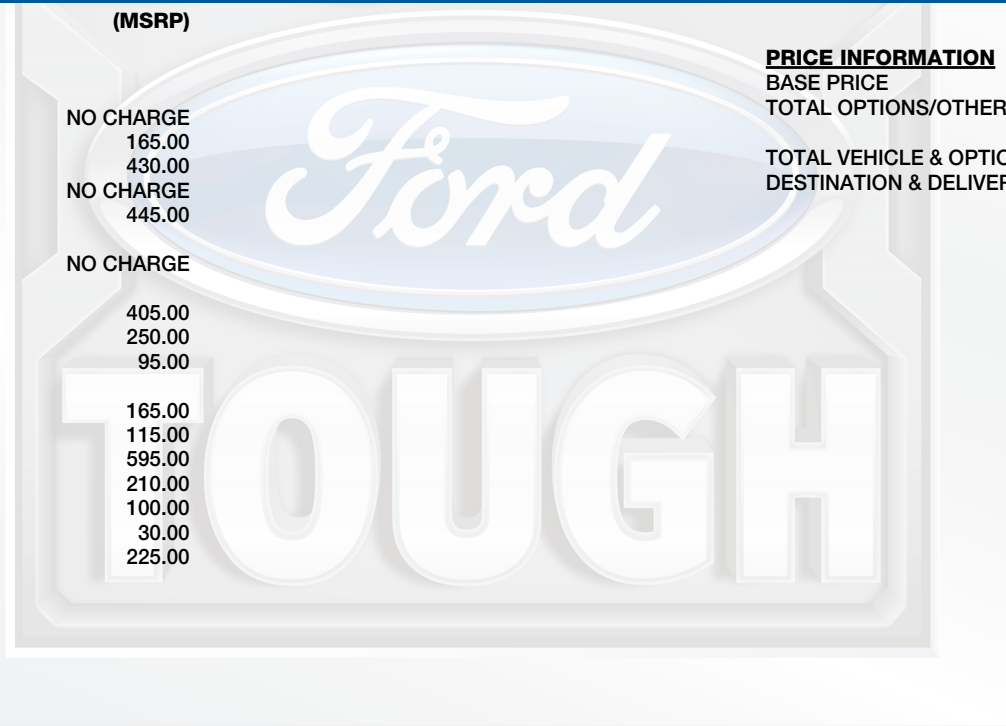 (MSRP)
NO CHARGE
165.00
430.00
NO CHARGE
445.00
NO CHARGE
405.00
250.00
95.00
165.00
115.00
595.00
210.00
100.00
30.00
225.00
PRICE INFORMATION
BASE PRICE
TOTAL OPTIONS/OTHER
TOTAL VEHICLE & OPTIO
DESTINATION & DELIVER
Ford
TOUGH